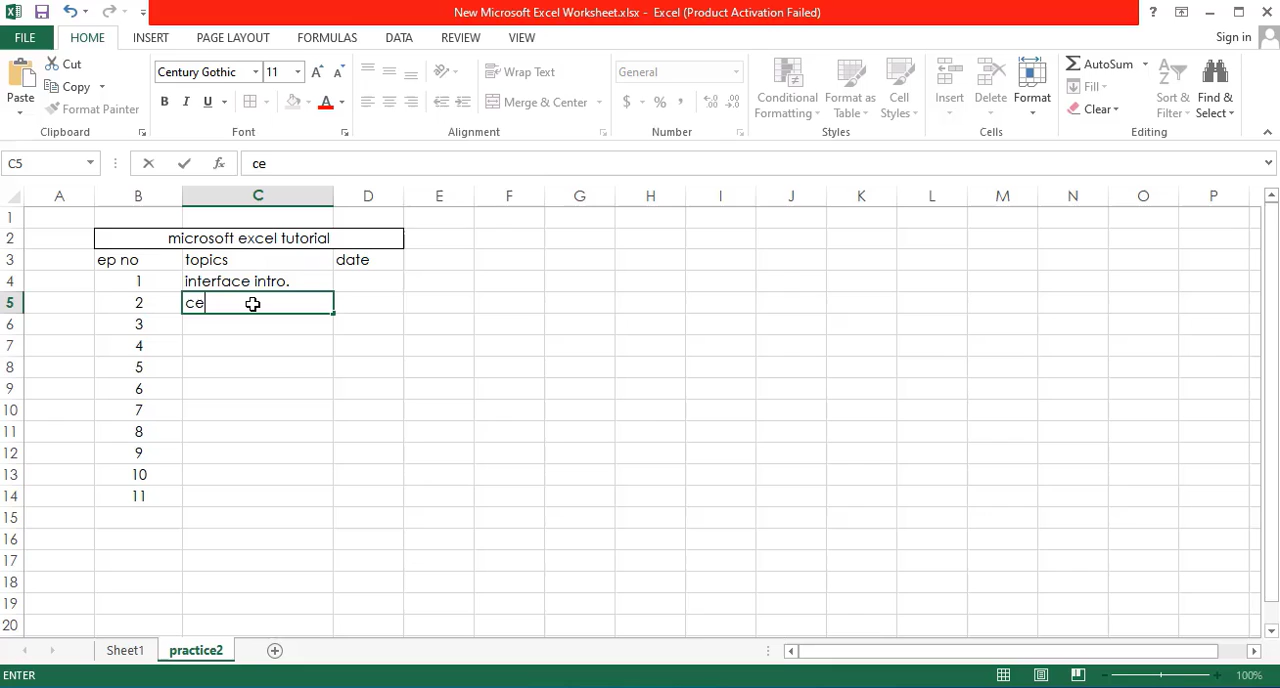 New Microsoft Excel Worksheet.xlsx - Excel (Product Activation Failed)
?
FILE HOME INSERT PAGE LAYOUT FORMULAS DATA REVIEW VIEW Sign in
Paste
Cut
Copy
Format Painter
Clipboard
Century Gothic 11
B I U
Font
Wrap Text
Merge & Center
Alignment
General
$ % ,
Number
Conditional Formatting
Format as Table
Cell Styles
Styles
Insert
Delete
Format
Cells
AutoSum
Fill
Clear
Sort & Filter
Find & Select
Editing
C5 fx ce
A B C D E F G H I J K L M N O P
1
2 microsoft excel tutorial
3 ep no topics date
4 1 interface intro.
5 2 ce
6 3
7 4
8 5
9 6
10 7
11 8
12 9
13 10
14 11
15
16
17
18
19
20
Sheet1 practice2
ENTER 100%